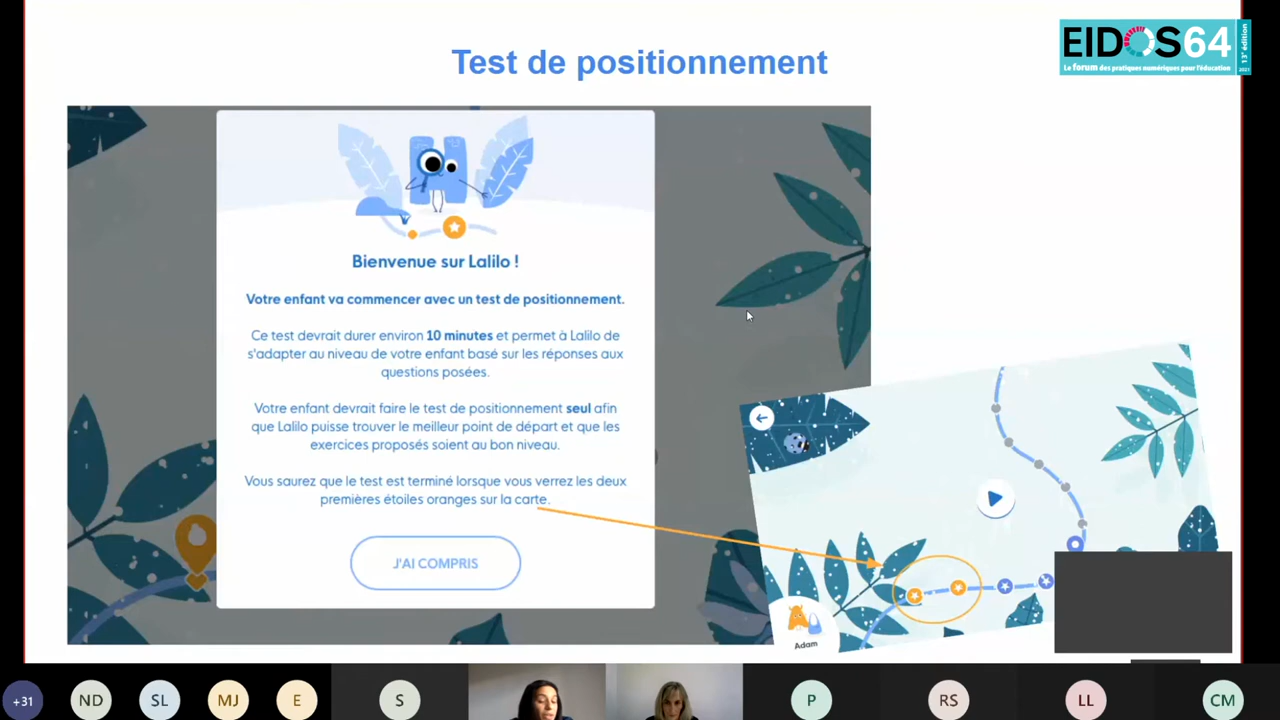 EIDOS64
Le forum des pratiques numériques pour l'éducation
13e édition
2021
Test de positionnement
Bienvenue sur Lalilo !
Votre enfant va commencer avec un test de positionnement.
Ce test devrait durer environ 10 minutes et permet à Lalilo de
s'adapter au niveau de votre enfant basé sur les réponses aux
questions posées.
Votre enfant devrait faire le test de positionnement seul afin
que Lalilo puisse trouver le meilleur point de départ et que les
exercices proposés soient au bon niveau.
Vous saurez que le test est terminé lorsque vous verrez les deux
premières étoiles oranges sur la carte.
J'AI COMPRIS
Adam
+31
ND
SL
MJ
E
S
P
RS
LL
CM